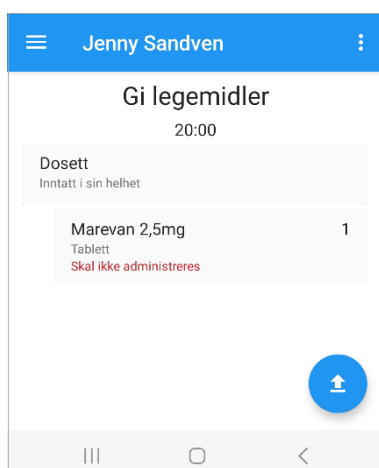 Jenny Sandven
Gi legemidler
20:00
Dosett
Inntatt i sin helhet
Marevan 2,5mg 1
Tablett
Skal ikke administreres